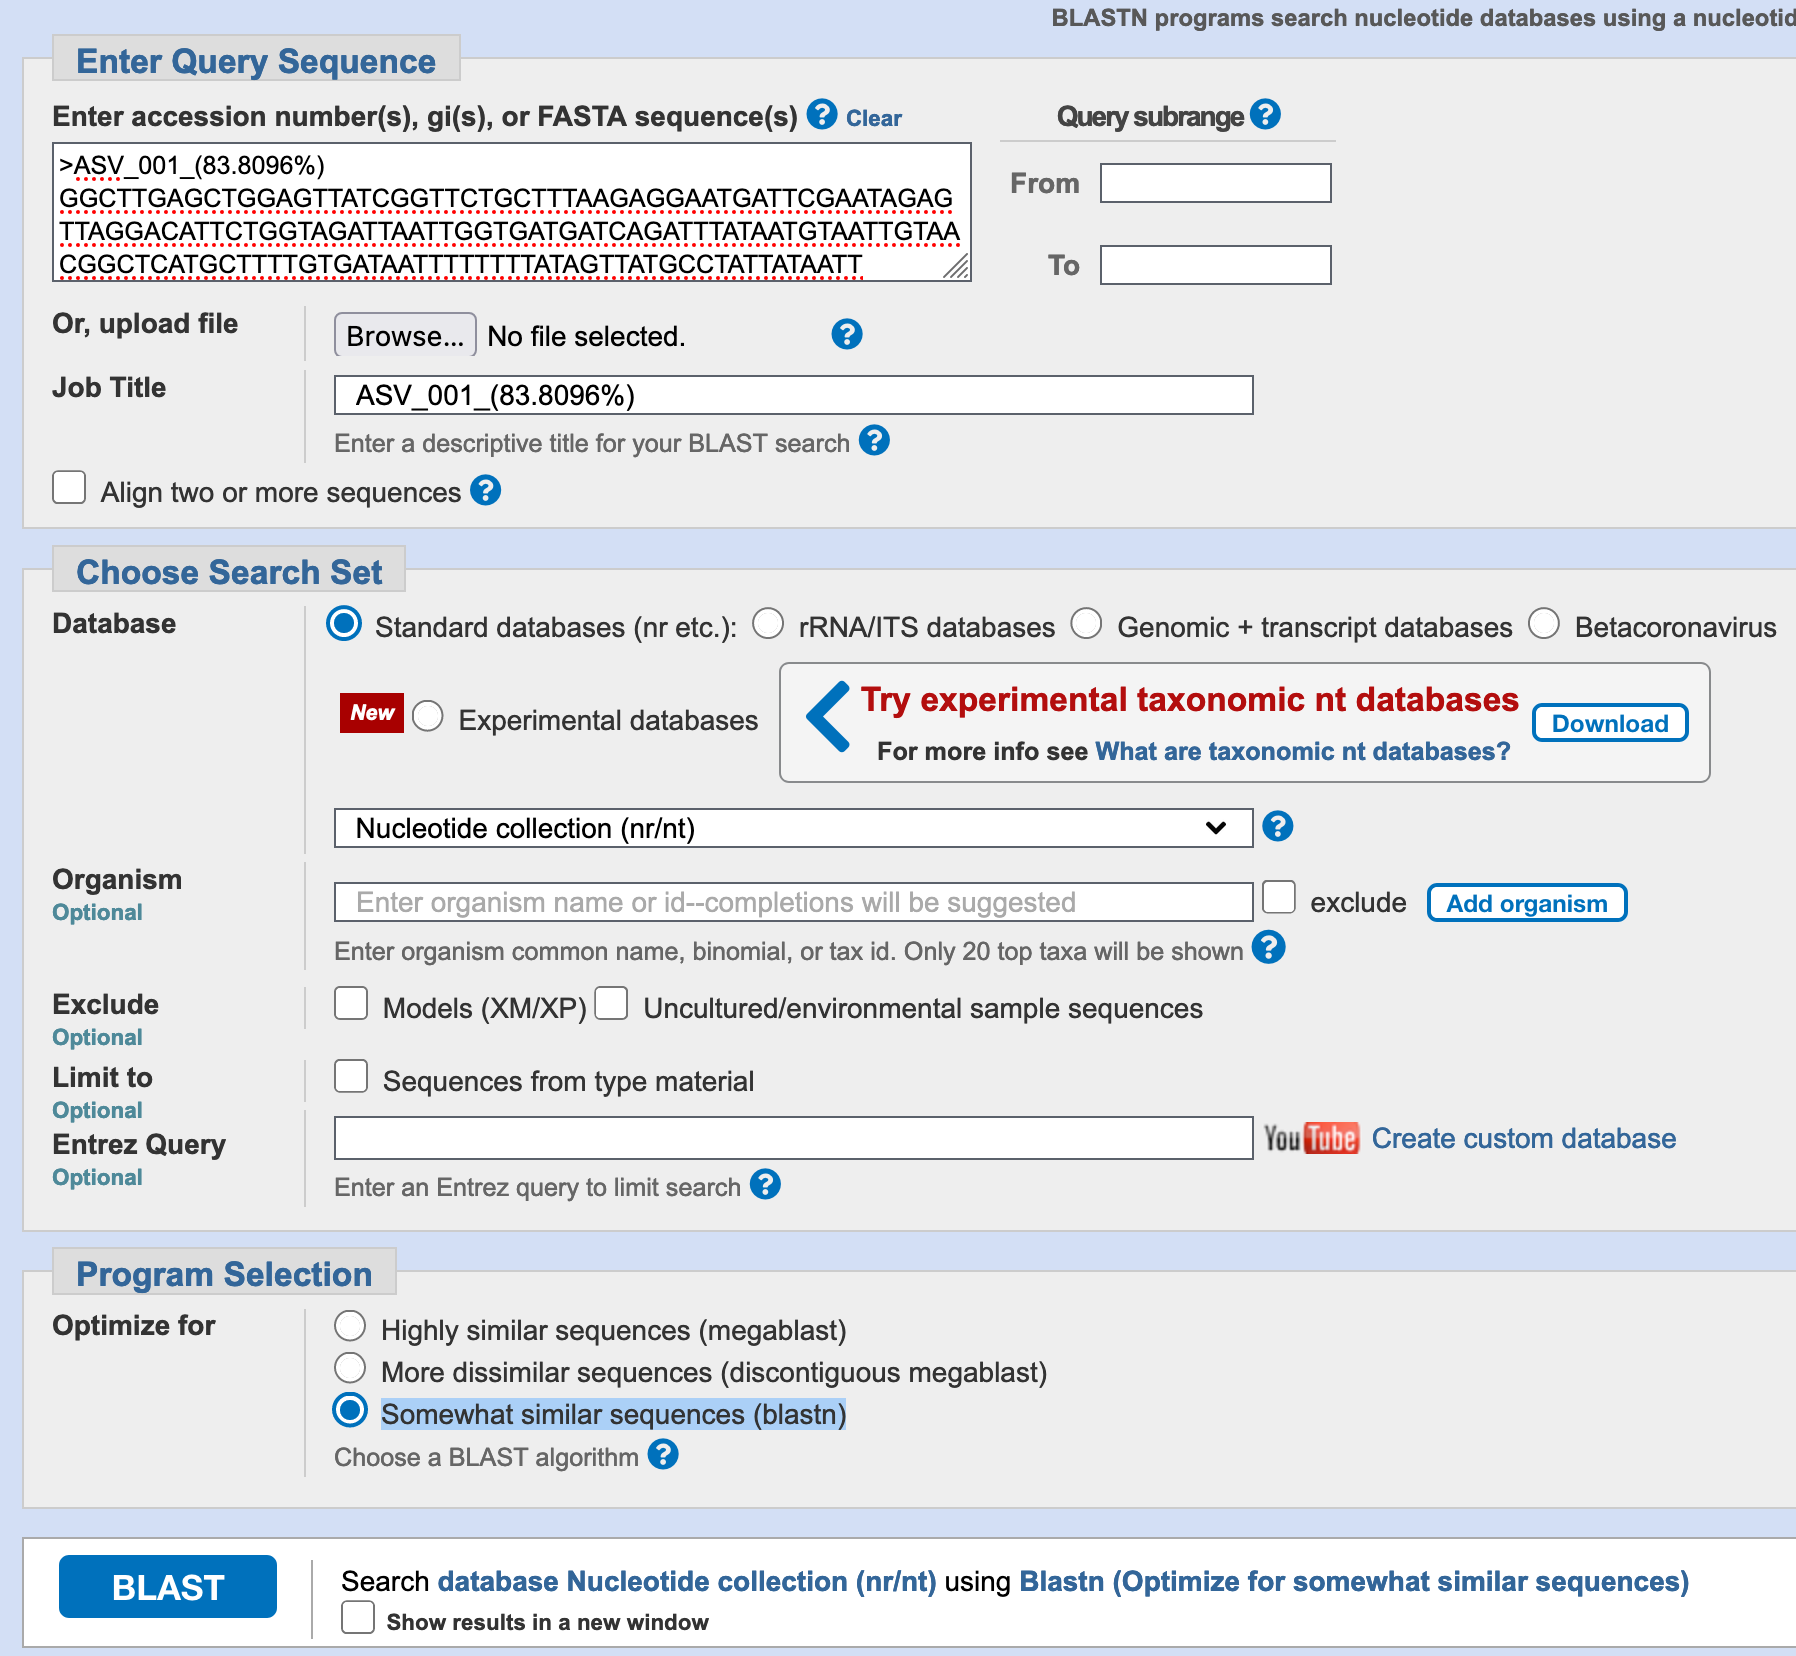 BLASTN programs search nucleotide databases using a nucleotid
Enter Query Sequence
Enter accession number(s), gi(s), or FASTA sequence(s) ? Clear
Query subrange ?
>ASV_001_(83.8096%)
GGCTTGAGCTGGAGTTATCGGTTCTGCTTTAAGAGGAATGATTCGAATAGAG
TTAGGACATTCTGGTAGATTAATTGGTGATGATCAGATTTATAATGTAATTGTAA
CGGCTCATGCTTTTGTGATAATTTTTTTTATAGTTATGCCTATTATAATT
From
To
Or, upload file
Browse... No file selected. ?
Job Title
ASV_001_(83.8096%)
Enter a descriptive title for your BLAST search ?
Align two or more sequences ?
Choose Search Set
Database
Standard databases (nr etc.): rRNA/ITS databases Genomic + transcript databases Betacoronavirus
New Experimental databases
Try experimental taxonomic nt databases
Download
For more info see What are taxonomic nt databases?
Nucleotide collection (nr/nt) ?
Organism
Optional
Enter organism name or id--completions will be suggested exclude Add organism
Enter organism common name, binomial, or tax id. Only 20 top taxa will be shown ?
Exclude
Optional
Models (XM/XP) Uncultured/environmental sample sequences
Limit to
Optional
Sequences from type material
Entrez Query
Optional
YouTube Create custom database
Enter an Entrez query to limit search ?
Program Selection
Optimize for
Highly similar sequences (megablast)
More dissimilar sequences (discontiguous megablast)
Somewhat similar sequences (blastn)
Choose a BLAST algorithm ?
BLAST
Search database Nucleotide collection (nr/nt) using Blastn (Optimize for somewhat similar sequences)
Show results in a new window